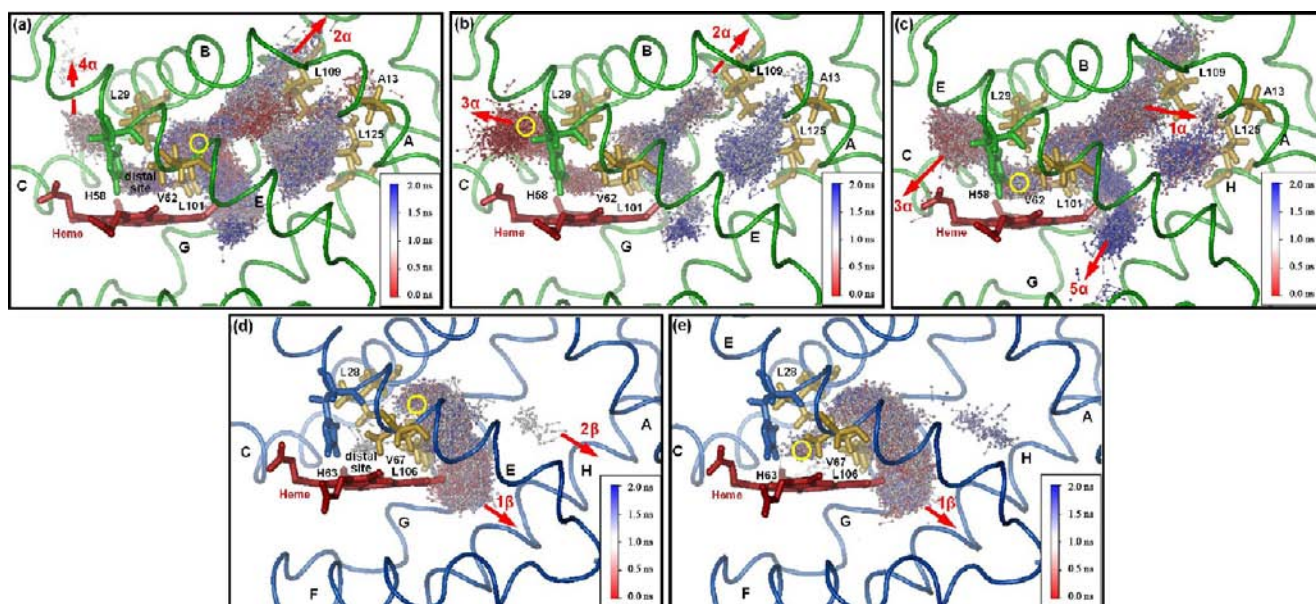 (a)
2α
4α
B
L109
A13
L29
L125
A
distal
site
C
H58
V62
L101
E
Heme
G
2.0 ns
1.5 ns
1.0 ns
0.5 ns
0.0 ns
(b)
2α
B
L109
A13
3α
L29
L125
A
C
H58
V62
L101
Heme
G
E
2.0 ns
1.5 ns
1.0 ns
0.5 ns
0.0 ns
(c)
B
E
L109
A13
L29
1α
L125
C
A
3α
H58
V62
L101
H
Heme
G
5α
2.0 ns
1.5 ns
1.0 ns
0.5 ns
0.0 ns
(d)
L28
A
2β
C
distal
site
H63
V67
L106
E
H
Heme
1β
G
F
2.0 ns
1.5 ns
1.0 ns
0.5 ns
0.0 ns
(e)
E
L28
A
C
V67
H63
L106
E
H
Heme
1β
G
F
2.0 ns
1.5 ns
1.0 ns
0.5 ns
0.0 ns